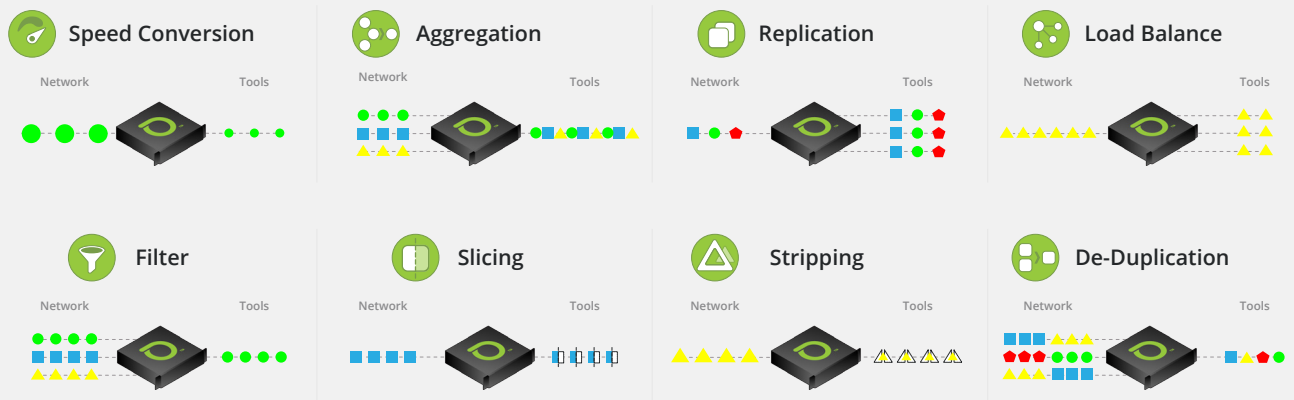 Speed Conversion
Network
Tools
Aggregation
Network
Tools
Replication
Network
Tools
Load Balance
Network
Tools
Filter
Network
Tools
Slicing
Network
Tools
Stripping
Network
Tools
De-Duplication
Network
Tools